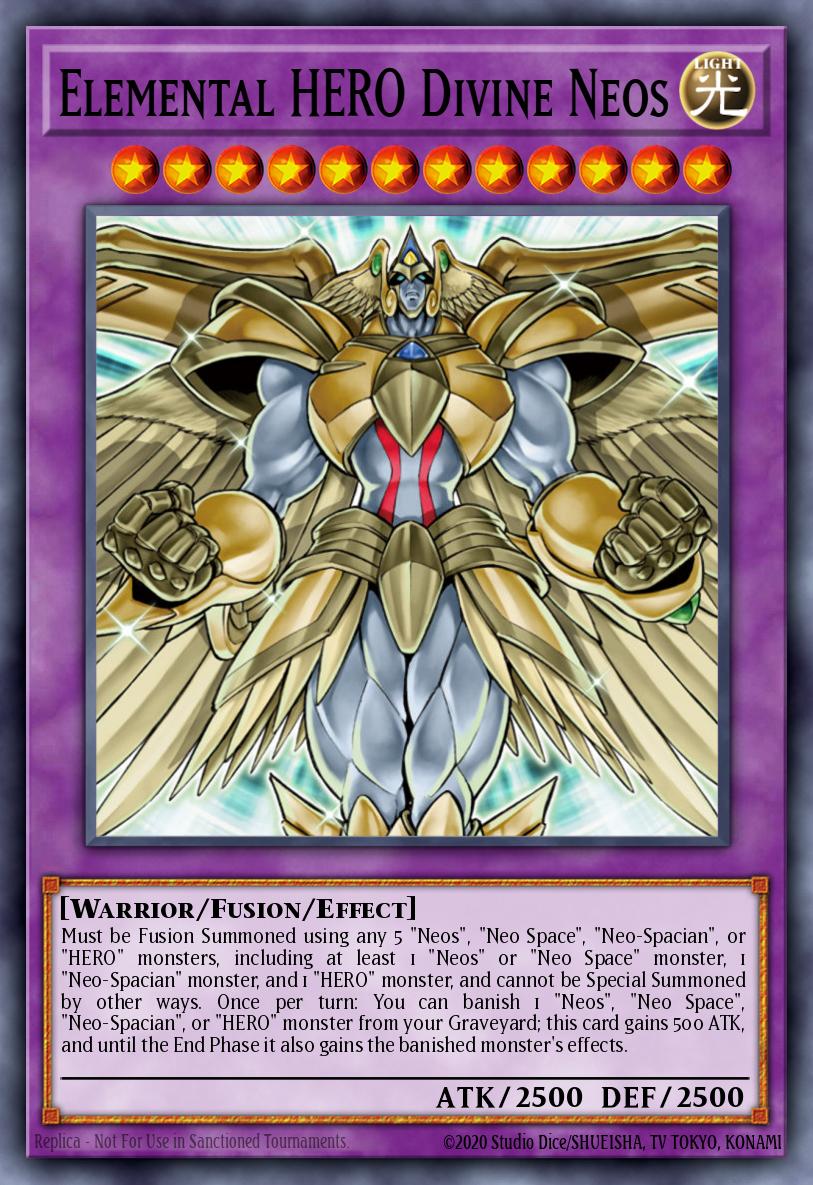 Elemental HERO Divine Neos
LIGHT
光
[Warrior/Fusion/Effect]
Must be Fusion Summoned using any 5 "Neos", "Neo Space", "Neo-Spacian", or
"HERO" monsters, including at least 1 "Neos" or "Neo Space" monster, 1
"Neo-Spacian" monster, and 1 "HERO" monster, and cannot be Special Summoned
by other ways. Once per turn: You can banish 1 "Neos", "Neo Space",
"Neo-Spacian", or "HERO" monster from your Graveyard; this card gains 500 ATK,
and until the End Phase it also gains the banished monster's effects.
ATK/2500 DEF/2500
Replica - Not For Use in Sanctioned Tournaments.
©2020 Studio Dice/SHUEISHA, TV TOKYO, KONAMI